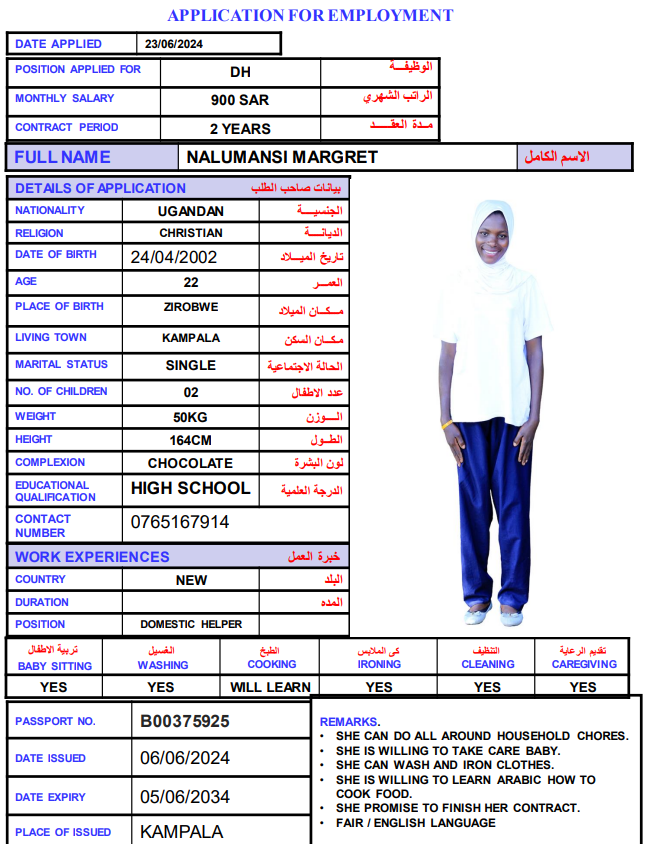 APPLICATION FOR EMPLOYMENT
DATE APPLIED 23/06/2024
POSITION APPLIED FOR DH الوظيفـــة
MONTHLY SALARY 900 SAR الراتب الشهري
CONTRACT PERIOD 2 YEARS مـدة العقـــد
FULL NAME NALUMANSI MARGRET الاسم الكامل
DETAILS OF APPLICATION بيانات صاحب الطلب
NATIONALITY UGANDAN الجنسيـــة
RELIGION CHRISTIAN الديانـــة
DATE OF BIRTH 24/04/2002 تاريخ الميـــلاد
AGE 22 العمـــر
PLACE OF BIRTH ZIROBWE مـكـــان الميلاد
LIVING TOWN KAMPALA مكـان السكن
MARITAL STATUS SINGLE الحالة الاجتماعية
NO. OF CHILDREN 02 عدد الاطفال
WEIGHT 50KG الـــوزن
HEIGHT 164CM الطـول
COMPLEXION CHOCOLATE لون البشرة
EDUCATIONAL QUALIFICATION HIGH SCHOOL الدرجة العلمية
CONTACT NUMBER 0765167914
WORK EXPERIENCES خبرة العمل
COUNTRY NEW البلد
DURATION المده
POSITION DOMESTIC HELPER
تربية الاطفال الغسيل الطبخ كى الملابس التنظيف تقديم الرعاية
BABY SITTING WASHING COOKING IRONING CLEANING CAREGIVING
YES YES WILL LEARN YES YES YES
PASSPORT NO. B00375925
DATE ISSUED 06/06/2024
DATE EXPIRY 05/06/2034
PLACE OF ISSUED KAMPALA
REMARKS.
• SHE CAN DO ALL AROUND HOUSEHOLD CHORES.
• SHE IS WILLING TO TAKE CARE BABY.
• SHE CAN WASH AND IRON CLOTHES.
• SHE IS WILLING TO LEARN ARABIC HOW TO
COOK FOOD.
• SHE PROMISE TO FINISH HER CONTRACT.
• FAIR / ENGLISH LANGUAGE